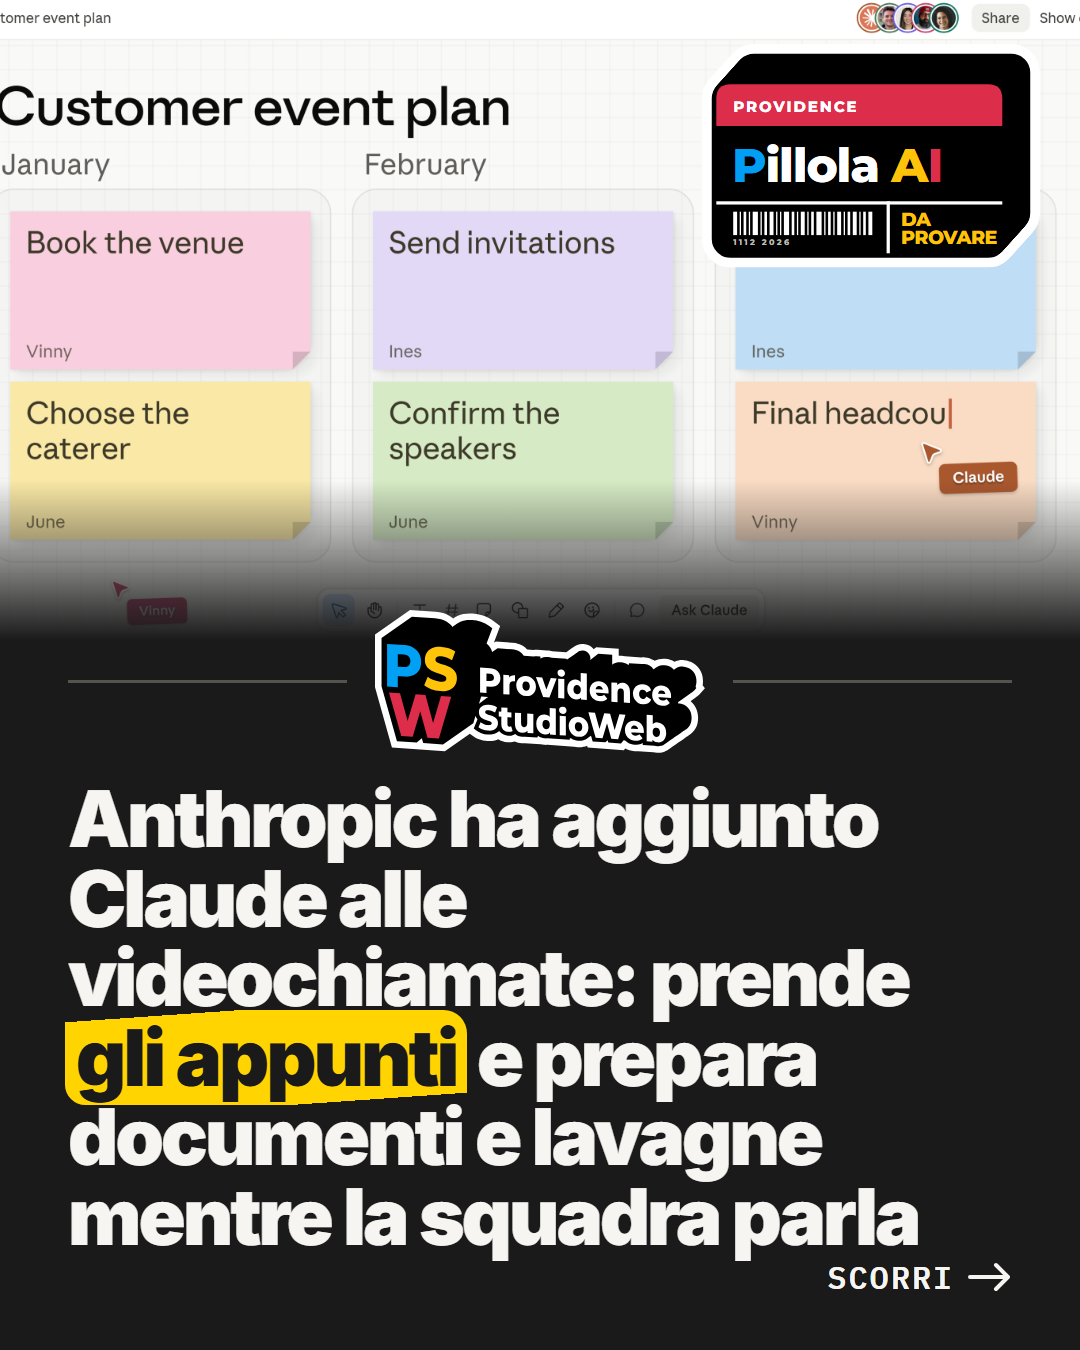 tomer event plan
Share
Show
Customer event plan
January
February
PROVIDENCE
Pillola AI
1112 2026
DA
PROVARE
Book the venue
Vinny
Send invitations
Ines
Ines
Choose the
caterer
June
Confirm the
speakers
June
Final headcou
Claude
Vinny
Vinny
Ask Claude
PSW
Providence
StudioWeb
Anthropic ha aggiunto
Claude alle
videochiamate: prende
gli appunti e prepara
documenti e lavagne
mentre la squadra parla
SCORRI